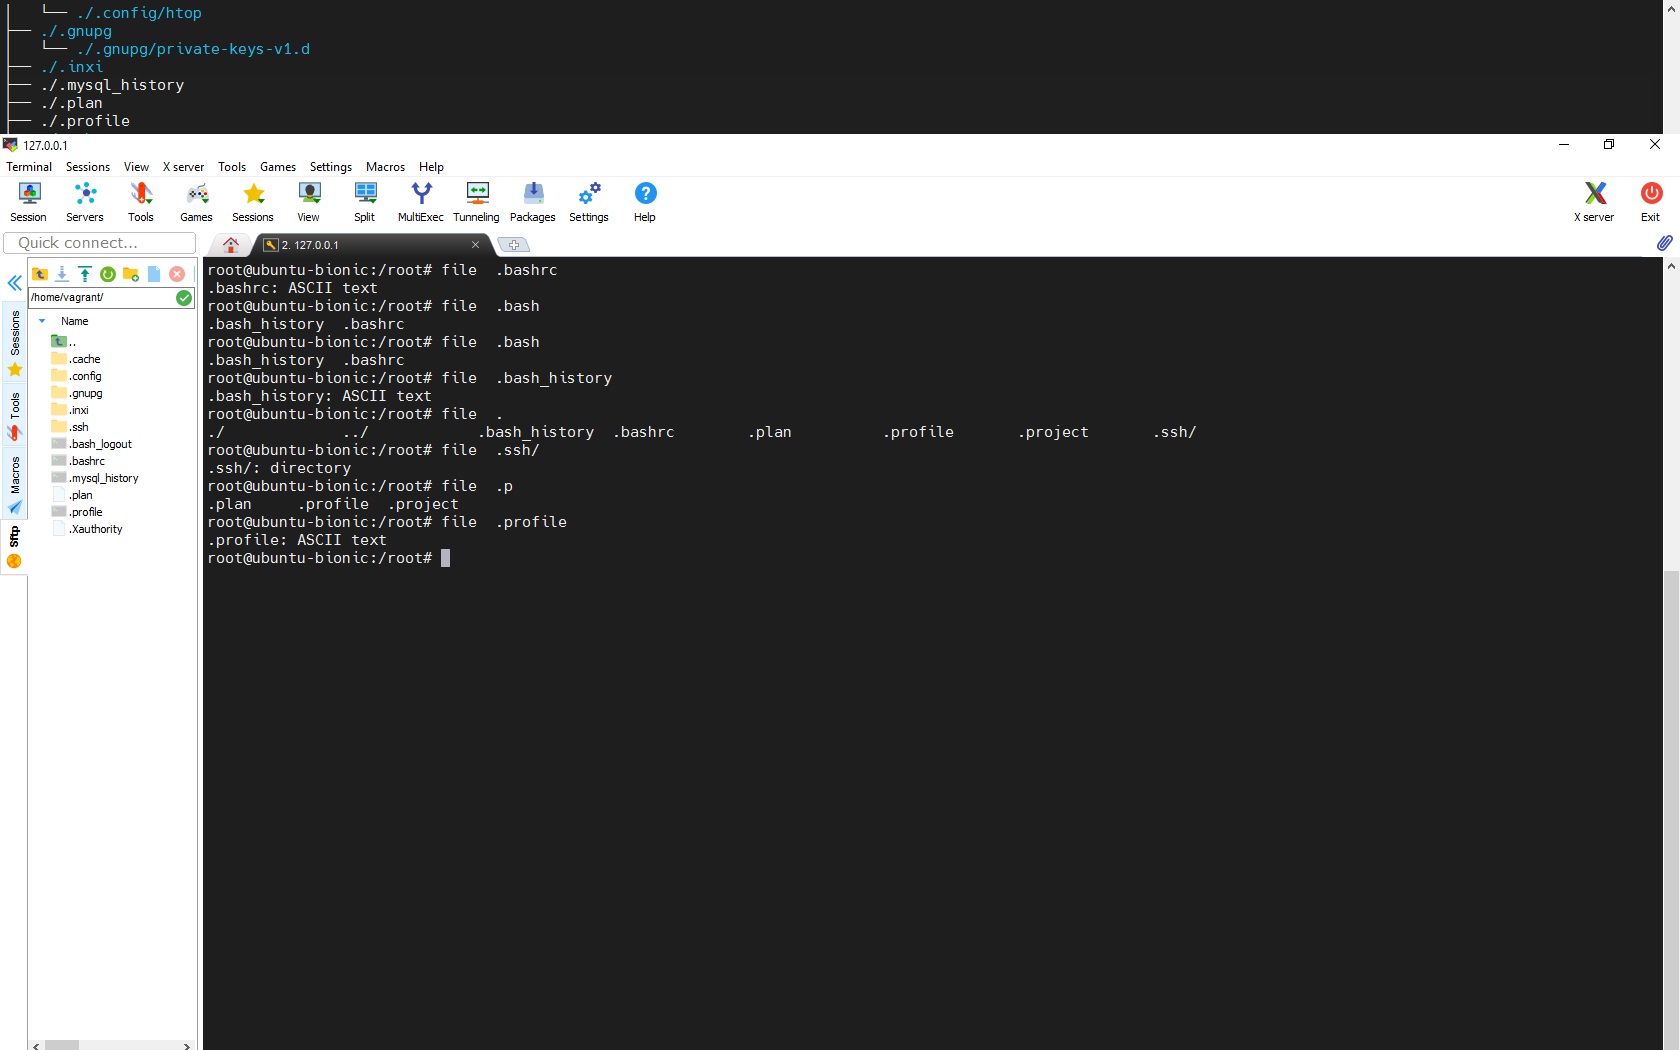 │   └── ./.config/htop
├── ./.gnupg
│   └── ./.gnupg/private-keys-v1.d
├── ./.inxi
├── ./.mysql_history
├── ./.plan
├── ./.profile
127.0.0.1
Terminal Sessions View X server Tools Games Settings Macros Help
Session Servers Tools Games Sessions View Split MultiExec Tunneling Packages Settings Help X server Exit
Quick connect...
2. 127.0.0.1
/home/vagrant/
Name
..
.cache
.config
.gnupg
.inxi
.ssh
.bash_logout
.bashrc
.mysql_history
.plan
.profile
.Xauthority
Sessions
Tools
Macros
Sftp
root@ubuntu-bionic:/root# file  .bashrc
.bashrc: ASCII text
root@ubuntu-bionic:/root# file  .bash
.bash_history  .bashrc
root@ubuntu-bionic:/root# file  .bash
.bash_history  .bashrc
root@ubuntu-bionic:/root# file  .bash_history
.bash_history: ASCII text
root@ubuntu-bionic:/root# file  .
./             ../            .bash_history  .bashrc        .plan          .profile       .project       .ssh/
root@ubuntu-bionic:/root# file  .ssh/
.ssh/: directory
root@ubuntu-bionic:/root# file  .p
.plan     .profile  .project
root@ubuntu-bionic:/root# file  .profile
.profile: ASCII text
root@ubuntu-bionic:/root#